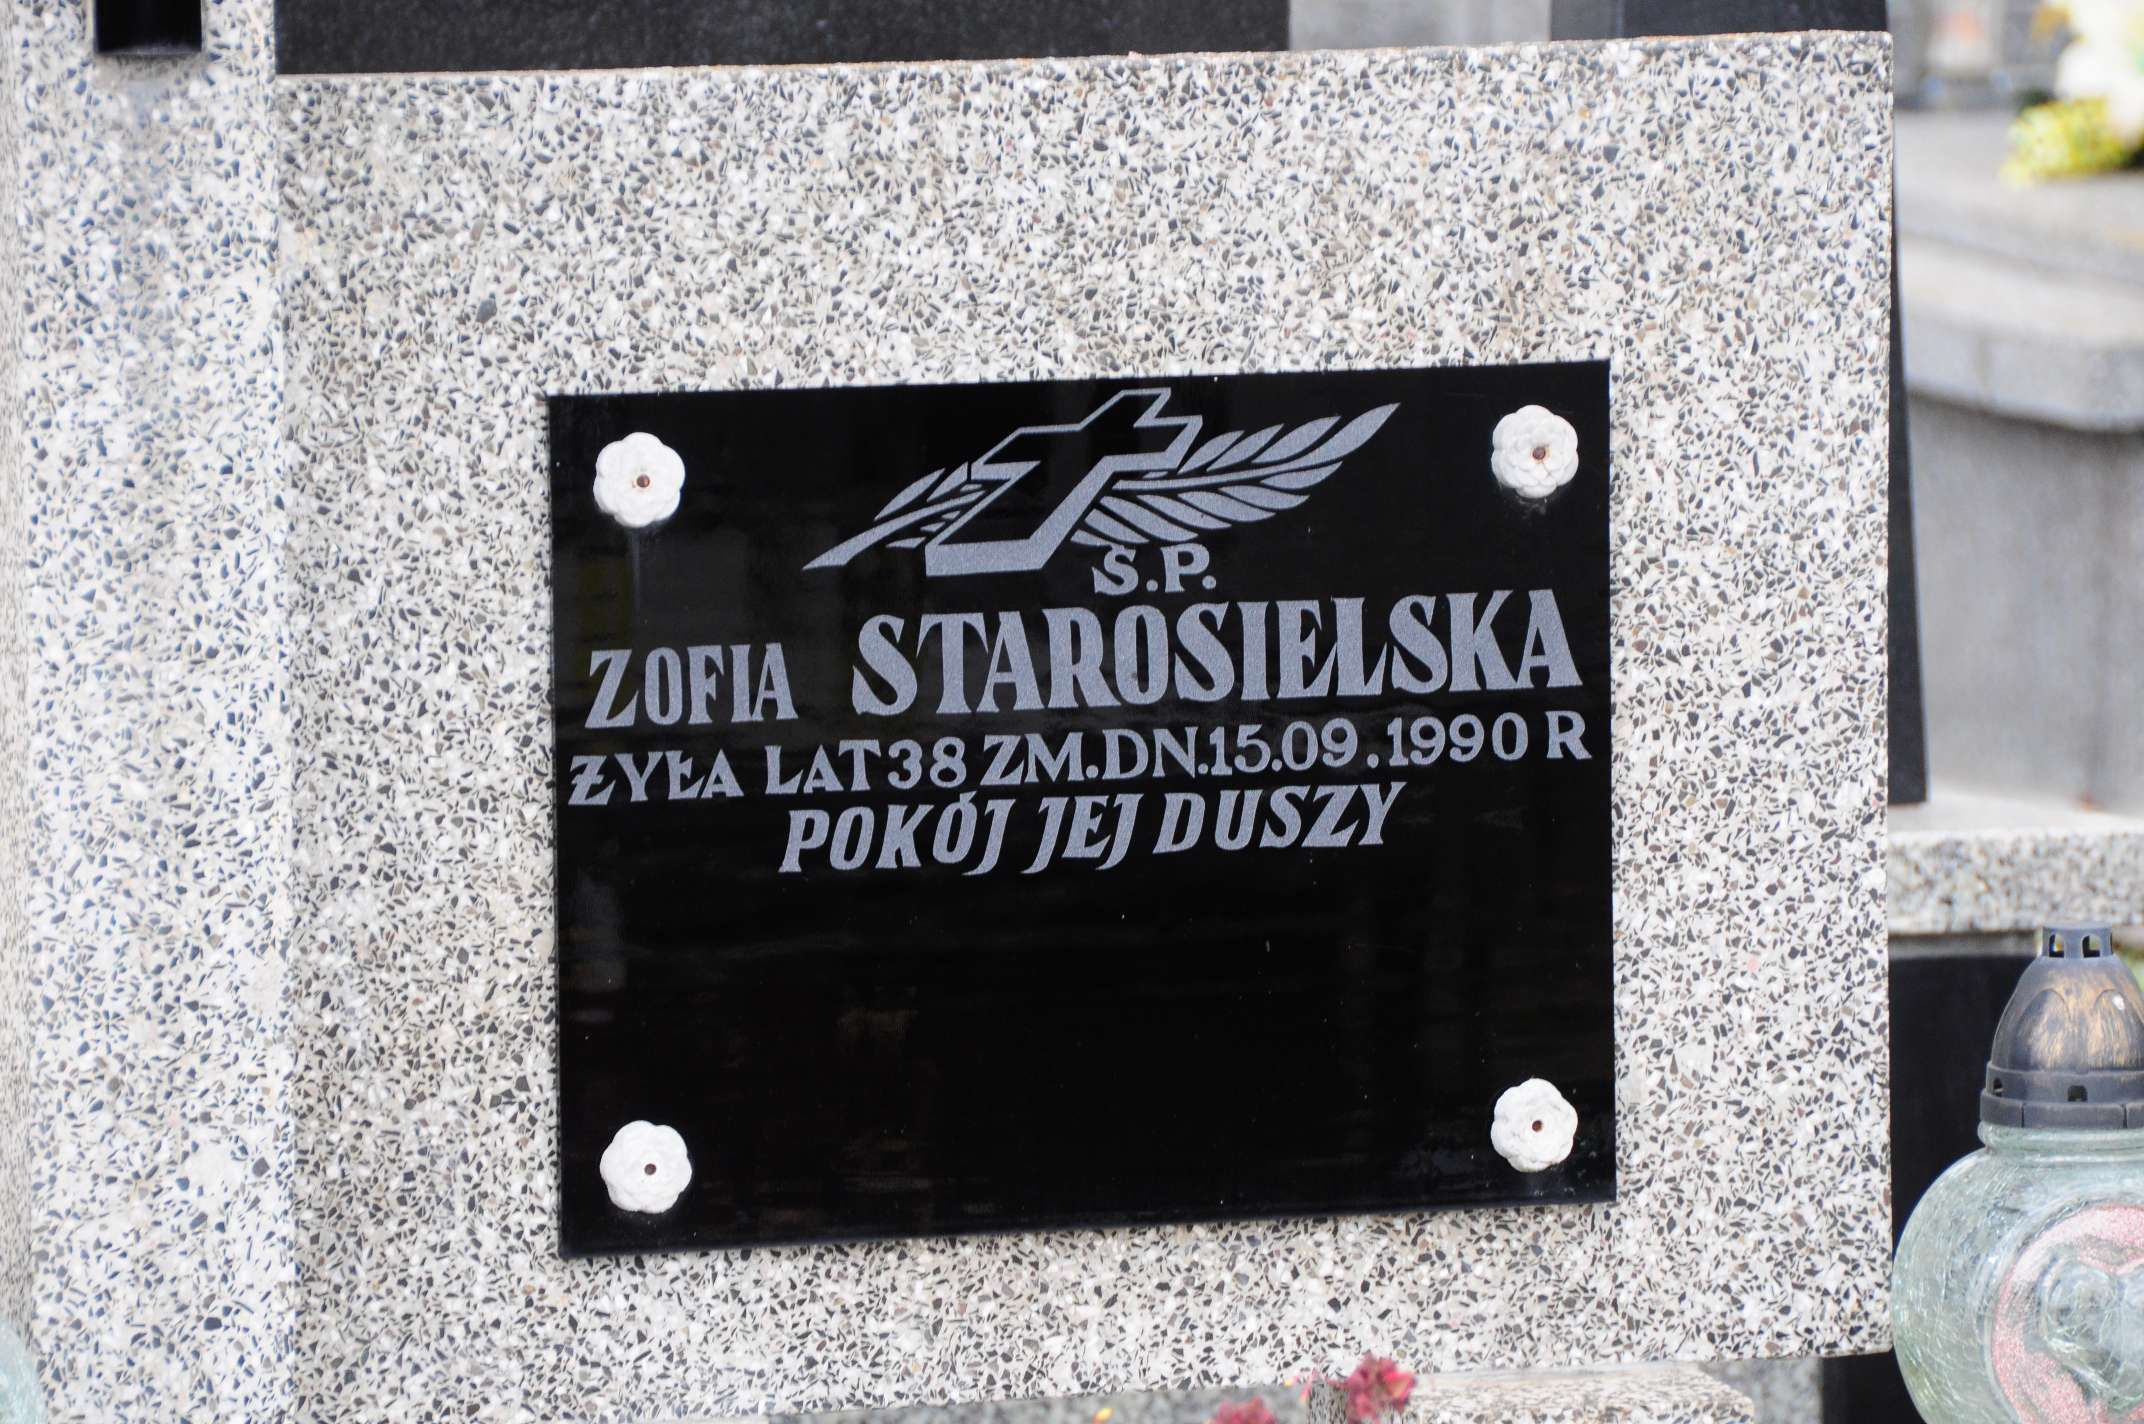 Ś.P.
ZOFIA STAROSIELSKA
ŻYŁA LAT 38 ZM.DN.15.09.1990 R
POKÓJ JEJ DUSZY